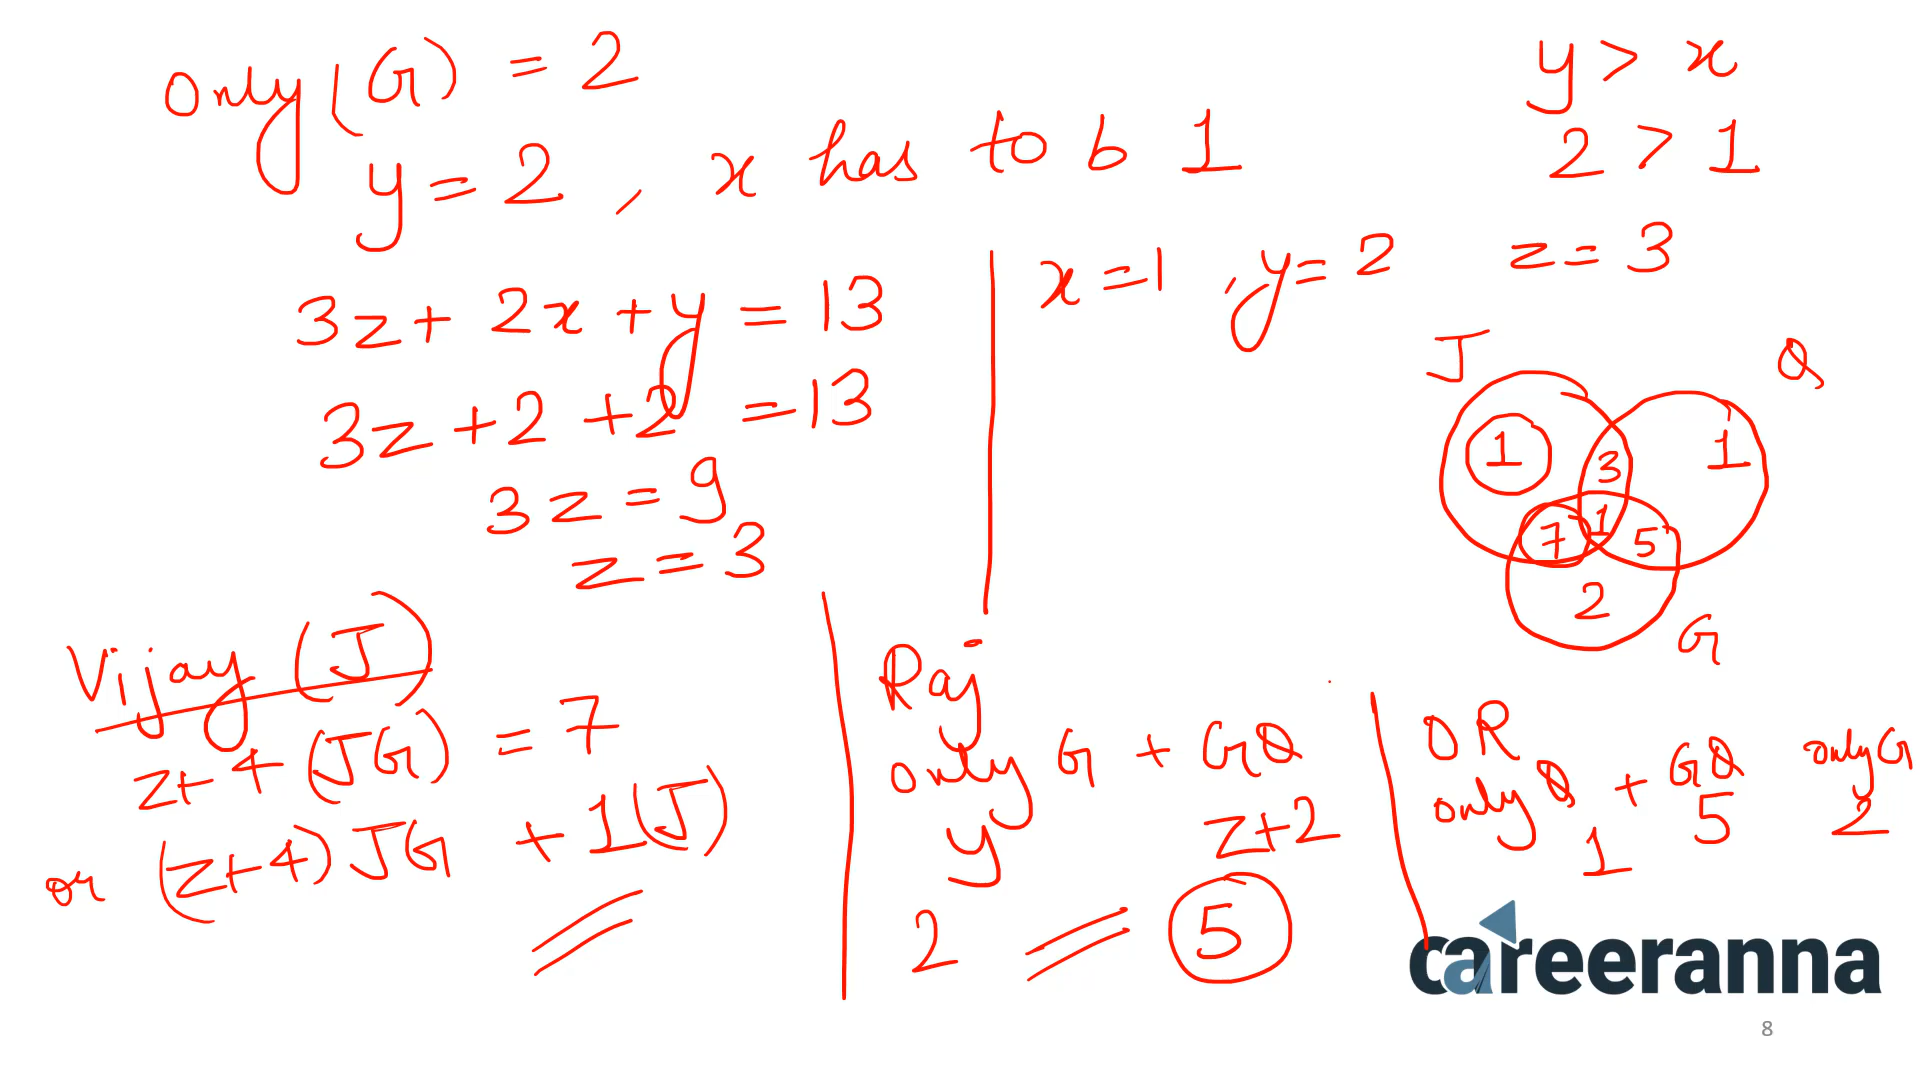 Only (G) = 2
y = 2 , x has to b 1
3z + 2x + y = 13
3z + 2 + 2 = 13
3z = 9
z = 3
y > x
2 > 1
x = 1 , y = 2 z = 3
J Q
1 3 1
7 1 5
2
G
Vijay (J)
z+4 (JG) = 7
or (z+4) JG + 1(J)
Raj
only G + GQ
y z+2
2 5
OR
only Q + GQ only G
1 5 2
careeranna
8